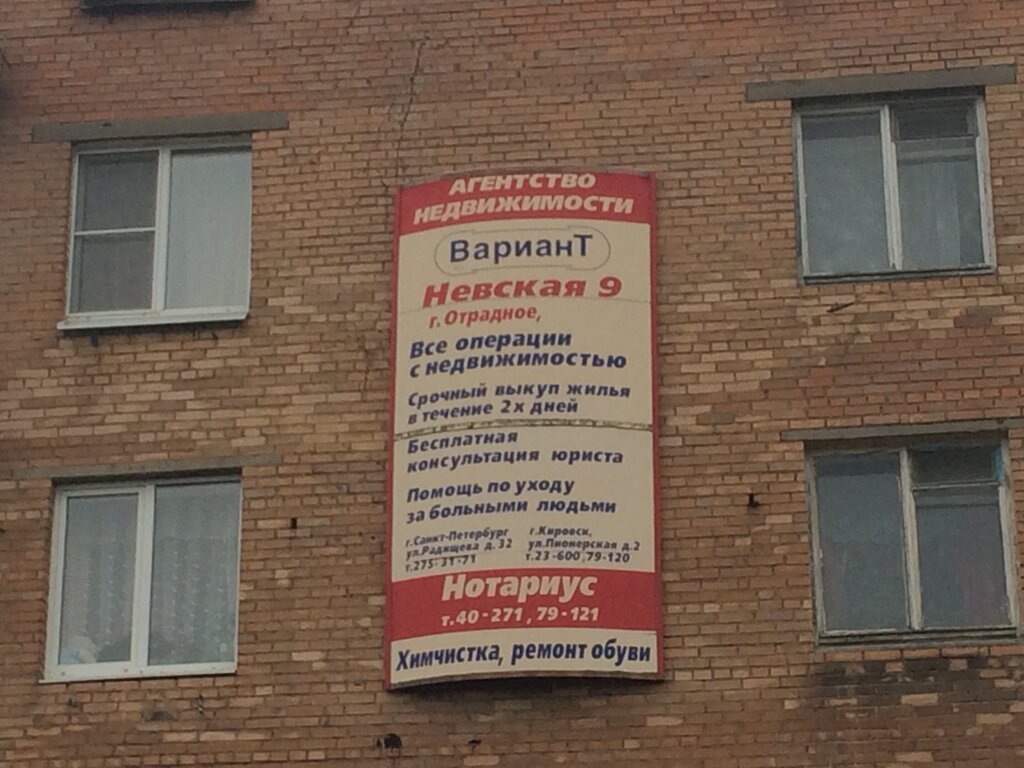 АГЕНТСТВО
НЕДВИЖИМОСТИ
ВарианТ
Невская 9
г. Отрадное,
Все операции
с недвижимостью
Срочный выкуп жилья
в течение 2х дней
Бесплатная
консультация юриста
Помощь по уходу
за больными людьми
г.Санкт-Петербург
ул.Радищева д. 32
т.275-31-71
г.Кировск,
ул.Пионерская д.2
т.23-600,79-120
Нотариус
т.40-271, 79-121
Химчистка, ремонт обуви